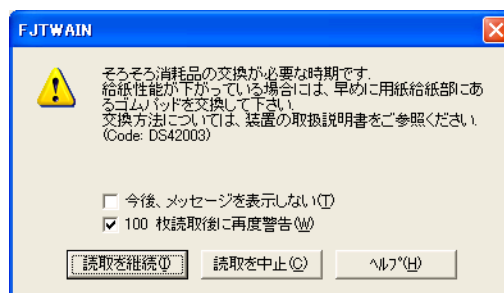 FJTWAIN
そろそろ消耗品の交換が必要な時期です.
給紙性能が下がっている場合には、早めに用紙給紙部にあ
るゴムパッドを交換して下さい.
交換方法については、装置の取扱説明書をご参照ください.
(Code: DS42003)
今後、メッセージを表示しない(T)
100 枚読取後に再度警告(W)
読取を継続(I)
読取を中止(C)
ヘルプ(H)